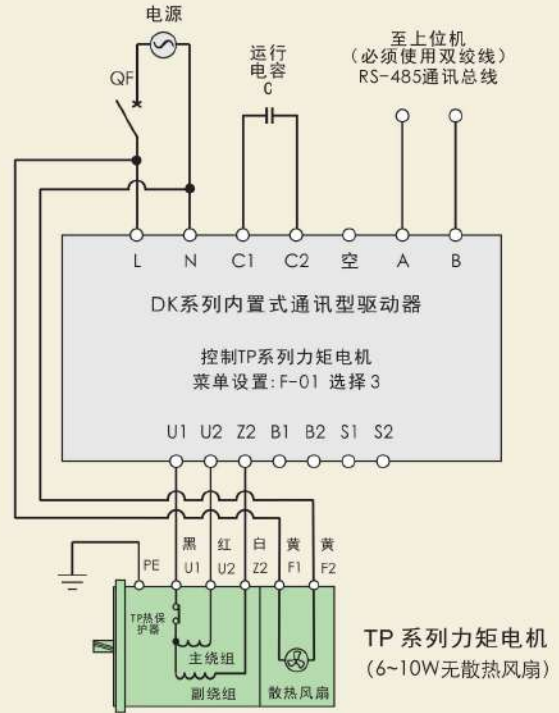 电源
QF
运行
电容
C
至上位机
（必须使用双绞线）
RS-485通讯总线
L N C1 C2 空 A B
DK系列内置式通讯型驱动器
控制TP系列力矩电机
菜单设置:F-01 选择3
U1 U2 Z2 B1 B2 S1 S2
黑 红 白 黄 黄
PE U1 U2 Z2 F1 F2
TP热保
护器
主绕组
副绕组
散热风扇
TP 系列力矩电机
（6~10W无散热风扇）